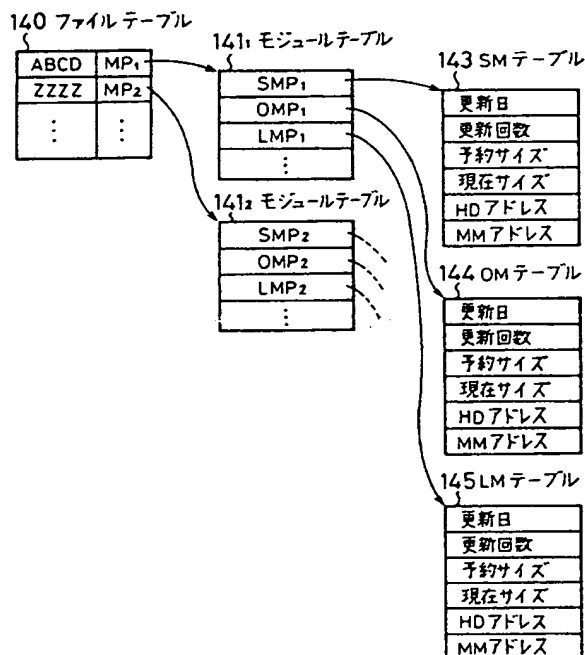 140 ファイルテーブル
ABCD MP₁
ZZZZ MP₂
⋮ ⋮
141₁ モジュールテーブル
SMP₁
OMP₁
LMP₁
⋮
141₂ モジュールテーブル
SMP₂
OMP₂
LMP₂
⋮
143 SMテーブル
更新日
更新回数
予約サイズ
現在サイズ
HDアドレス
MMアドレス
144 OMテーブル
更新日
更新回数
予約サイズ
現在サイズ
HDアドレス
MMアドレス
145 LMテーブル
更新日
更新回数
予約サイズ
現在サイズ
HDアドレス
MMアドレス